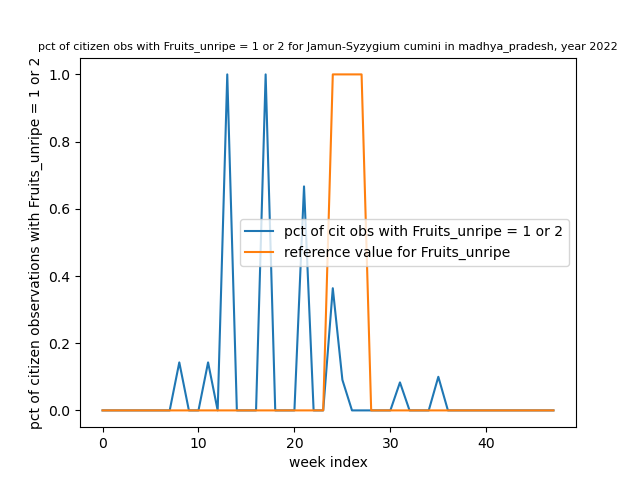 pct of citizen obs with Fruits_unripe = 1 or 2 for Jamun-Syzygium cumini in madhya_pradesh, year 2022
pct of citizen observations with Fruits_unripe = 1 or 2
1.0
0.8
0.6
0.4
0.2
0.0
pct of cit obs with Fruits_unripe = 1 or 2
reference value for Fruits_unripe
0 10 20 30 40
week index